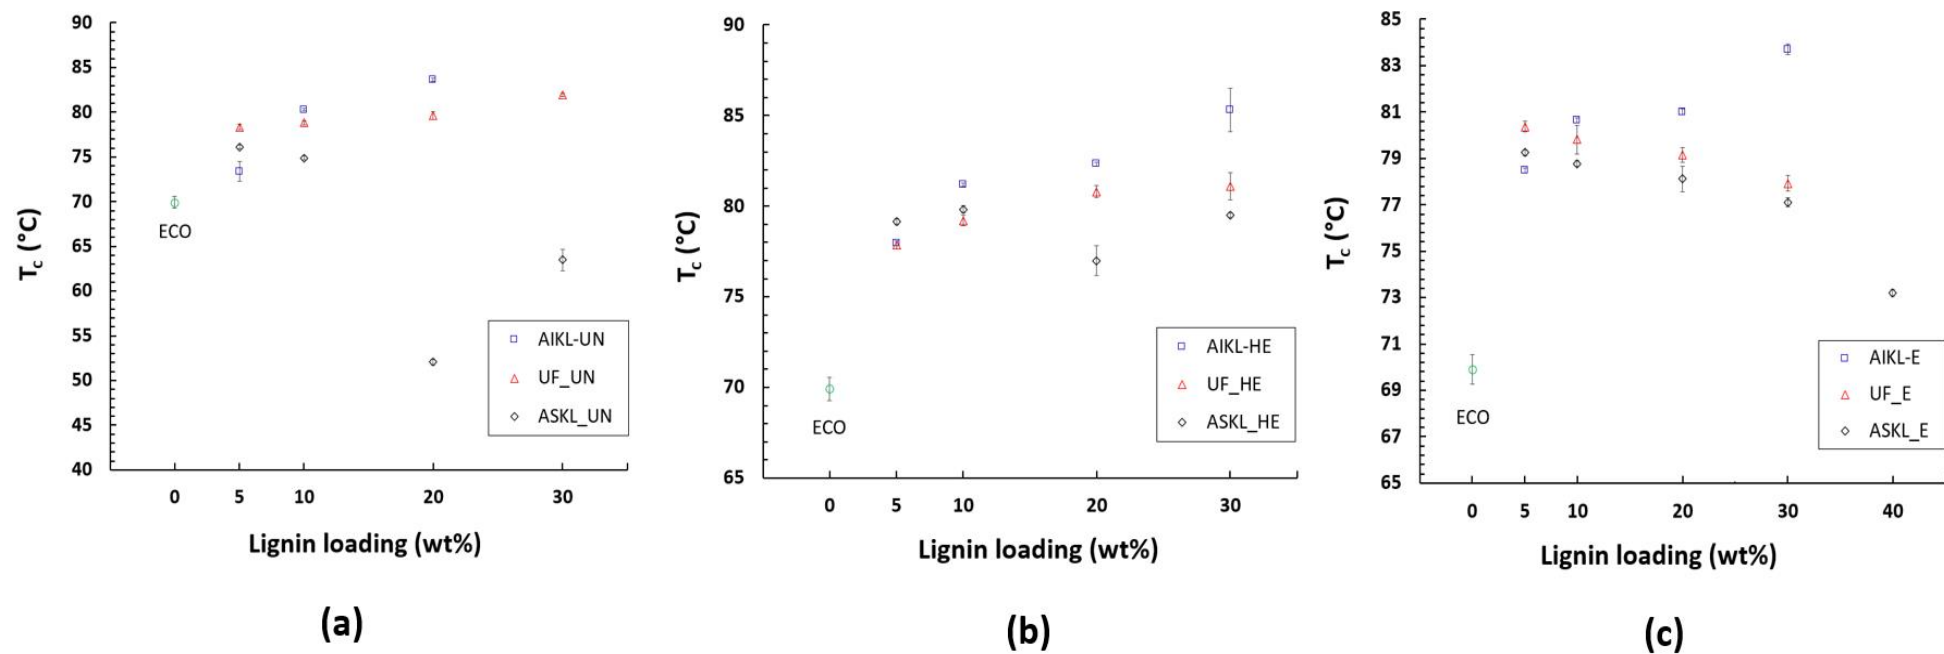 90
85
80
75
70
65
60
55
50
45
40
T_c (°C)
ECO
AIKL-UN
UF_UN
ASKL_UN
0 5 10 20 30
Lignin loading (wt%)
(a)
90
85
80
75
70
65
T_c (°C)
ECO
AIKL-HE
UF_HE
ASKL_HE
0 5 10 20 30
Lignin loading (wt%)
(b)
85
83
81
79
77
75
73
71
69
67
65
T_c (°C)
ECO
AIKL-E
UF_E
ASKL_E
0 5 10 20 30 40
Lignin loading (wt%)
(c)